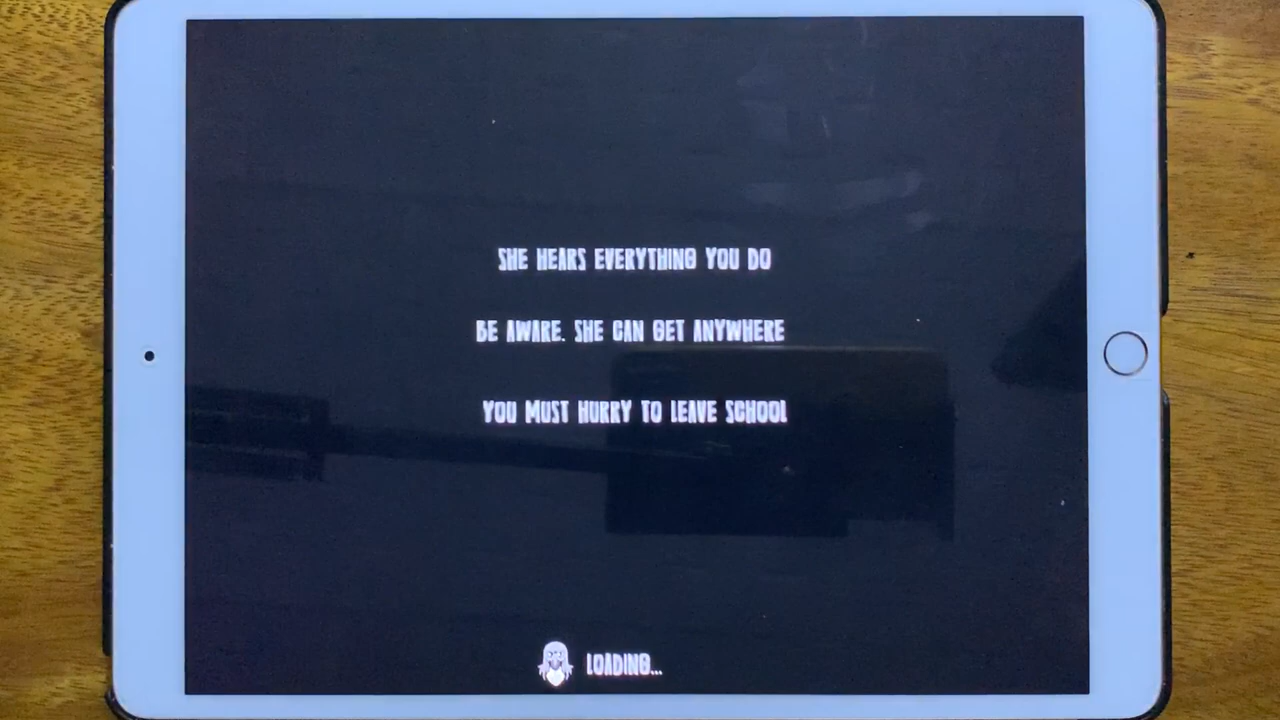 SHE HEARS EVERYTHING YOU DO
BE AWARE. SHE CAN GET ANYWHERE
YOU MUST HURRY TO LEAVE SCHOOL
LOADING...